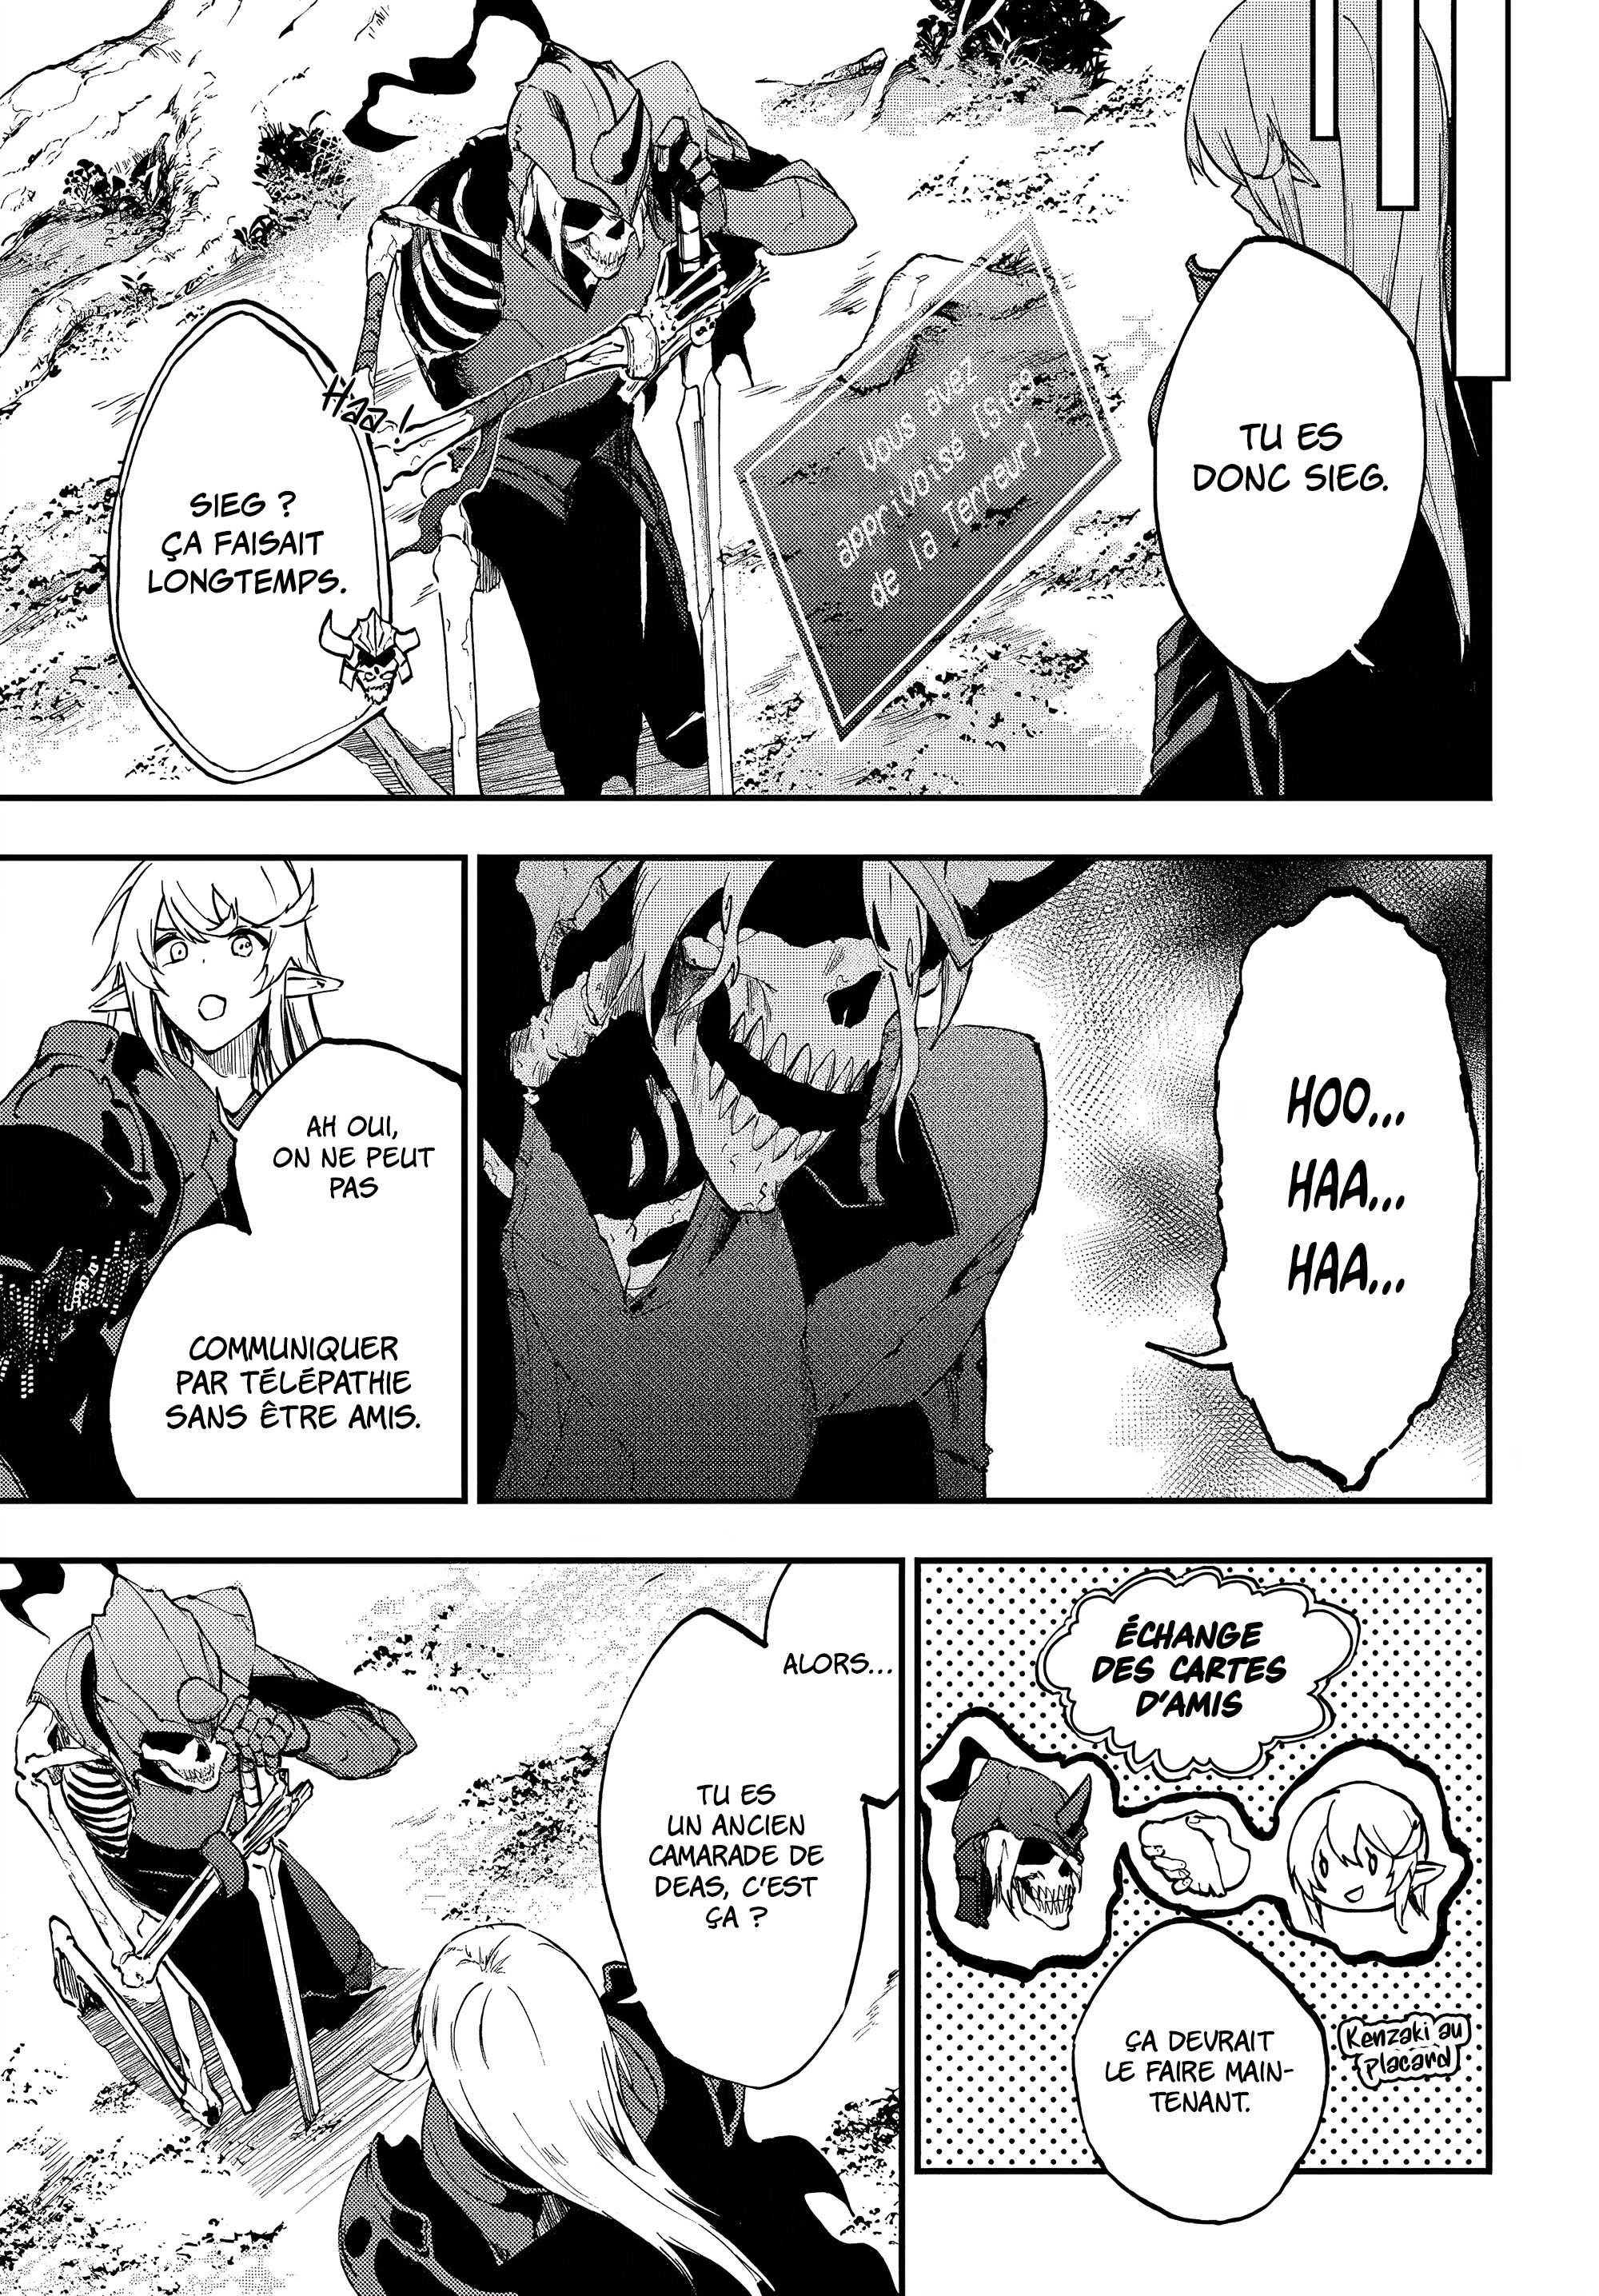 TU ES
DONC SIEG.
Vous avez
apprivoisé [Sieg
de la Terreur]
Haa !
SIEG ?
ÇA FAISAIT
LONGTEMPS.
HOO...
HAA...
HAA...
AH OUI,
ON NE PEUT
PAS
COMMUNIQUER
PAR TÉLÉPATHIE
SANS ÊTRE AMIS.
ÉCHANGE
DES CARTES
D'AMIS
Kenzaki au
placard
ÇA DEVRAIT
LE FAIRE MAIN-
TENANT.
ALORS...
TU ES
UN ANCIEN
CAMARADE DE
DEAS, C'EST
ÇA ?